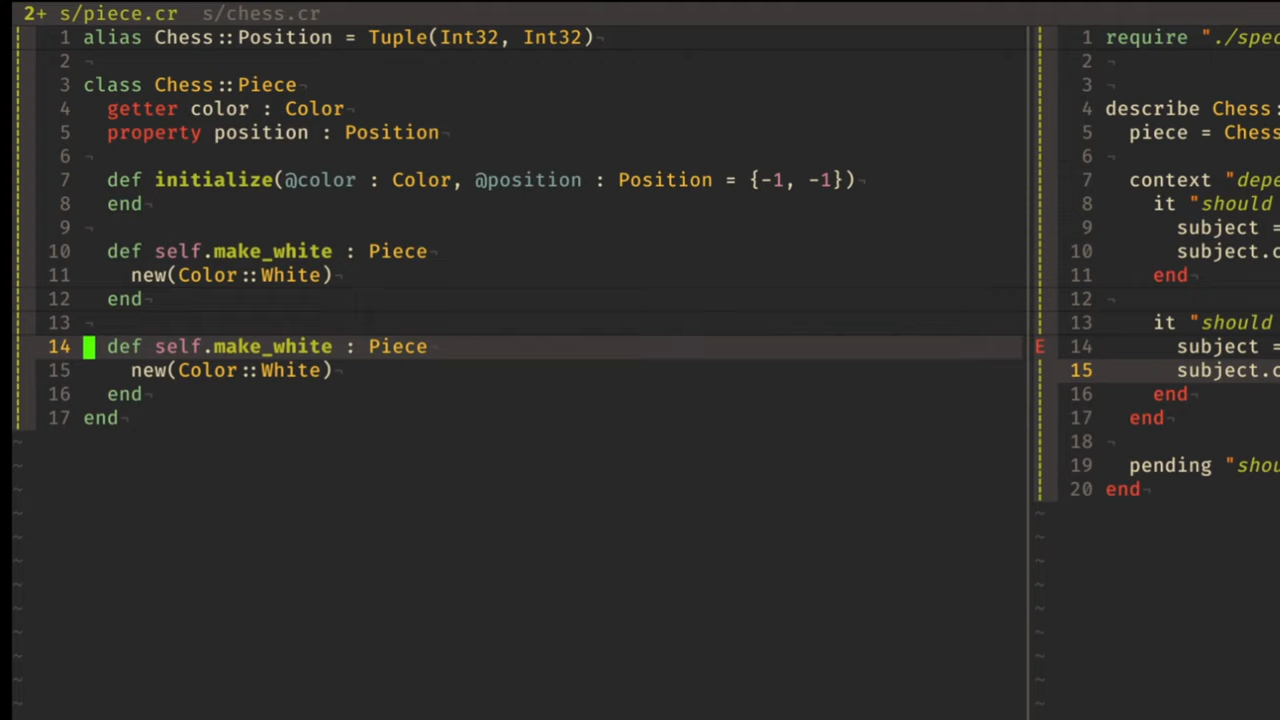 2+ s/piece.cr s/chess.cr
1 alias Chess::Position = Tuple(Int32, Int32)¬
2 ¬
3 class Chess::Piece¬
4 getter color : Color¬
5 property position : Position¬
6 ¬
7 def initialize(@color : Color, @position : Position = {-1, -1})¬
8 end¬
9 ¬
10 def self.make_white : Piece¬
11 new(Color::White)¬
12 end¬
13 ¬
14 def self.make_white : Piece¬
15 new(Color::White)¬
16 end¬
17 end¬
~
~
~
~
~
~
~
~
~
~
~
~
1 require "./spec
2 ¬
3
4 describe Chess:
5 piece = Chess
6 ¬
7 context "depe
8 it "should
9 subject =
10 subject.c
11 end¬
12 ¬
13 it "should
E 14 subject =
15 subject.c
16 end¬
17 end¬
18 ¬
19 pending "shou
20 end¬
~
~
~
~
~
~
~
~
~